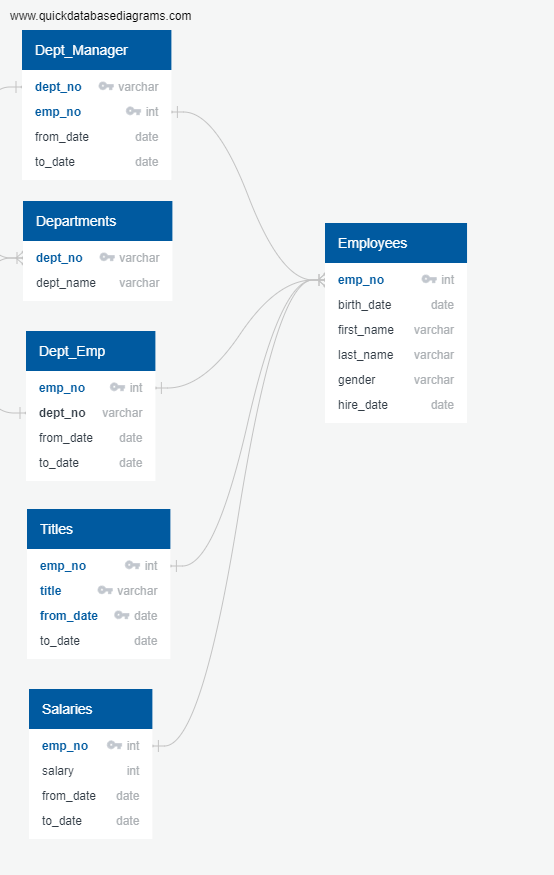 www.quickdatabasediagrams.com
Dept_Manager
dept_no varchar
emp_no int
from_date date
to_date date
Departments
dept_no varchar
dept_name varchar
Dept_Emp
emp_no int
dept_no varchar
from_date date
to_date date
Titles
emp_no int
title varchar
from_date date
to_date date
Salaries
emp_no int
salary int
from_date date
to_date date
Employees
emp_no int
birth_date date
first_name varchar
last_name varchar
gender varchar
hire_date date